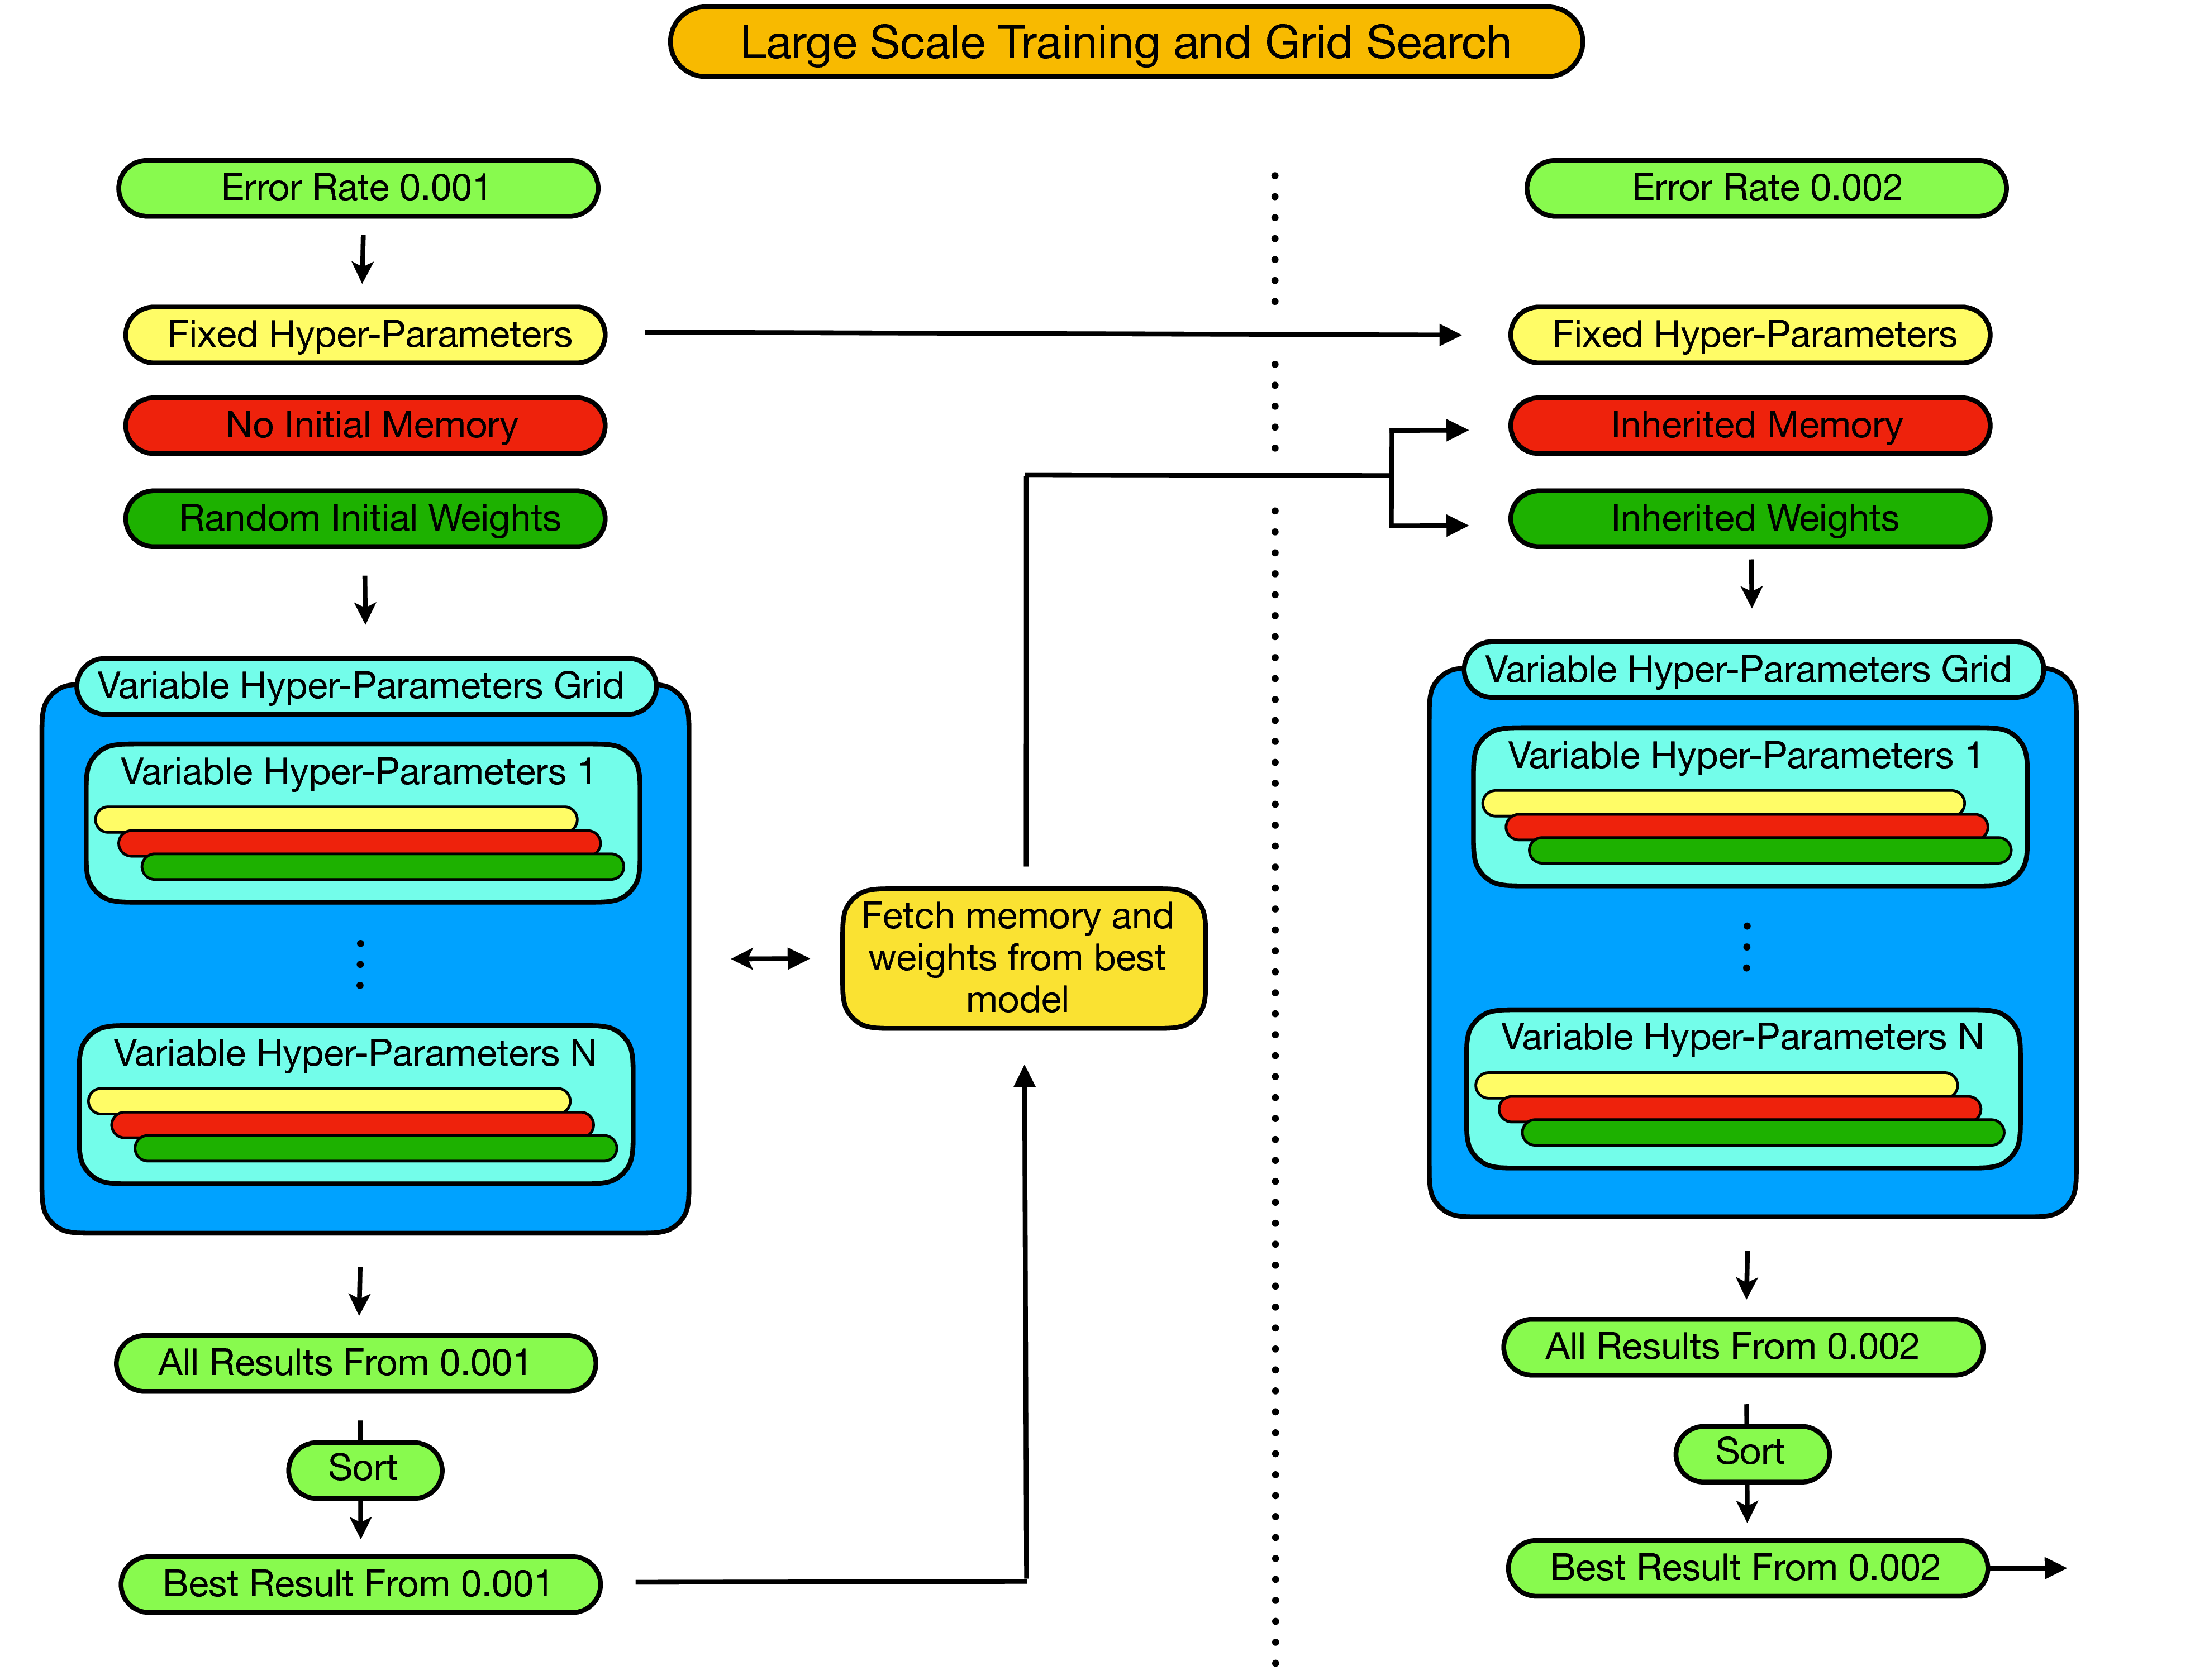 Large Scale Training and Grid Search
Error Rate 0.001
Fixed Hyper-Parameters
No Initial Memory
Random Initial Weights
Variable Hyper-Parameters Grid
Variable Hyper-Parameters 1
Variable Hyper-Parameters N
All Results From 0.001
Sort
Best Result From 0.001
Fetch memory and
weights from best
model
Error Rate 0.002
Fixed Hyper-Parameters
Inherited Memory
Inherited Weights
Variable Hyper-Parameters Grid
Variable Hyper-Parameters 1
Variable Hyper-Parameters N
All Results From 0.002
Sort
Best Result From 0.002